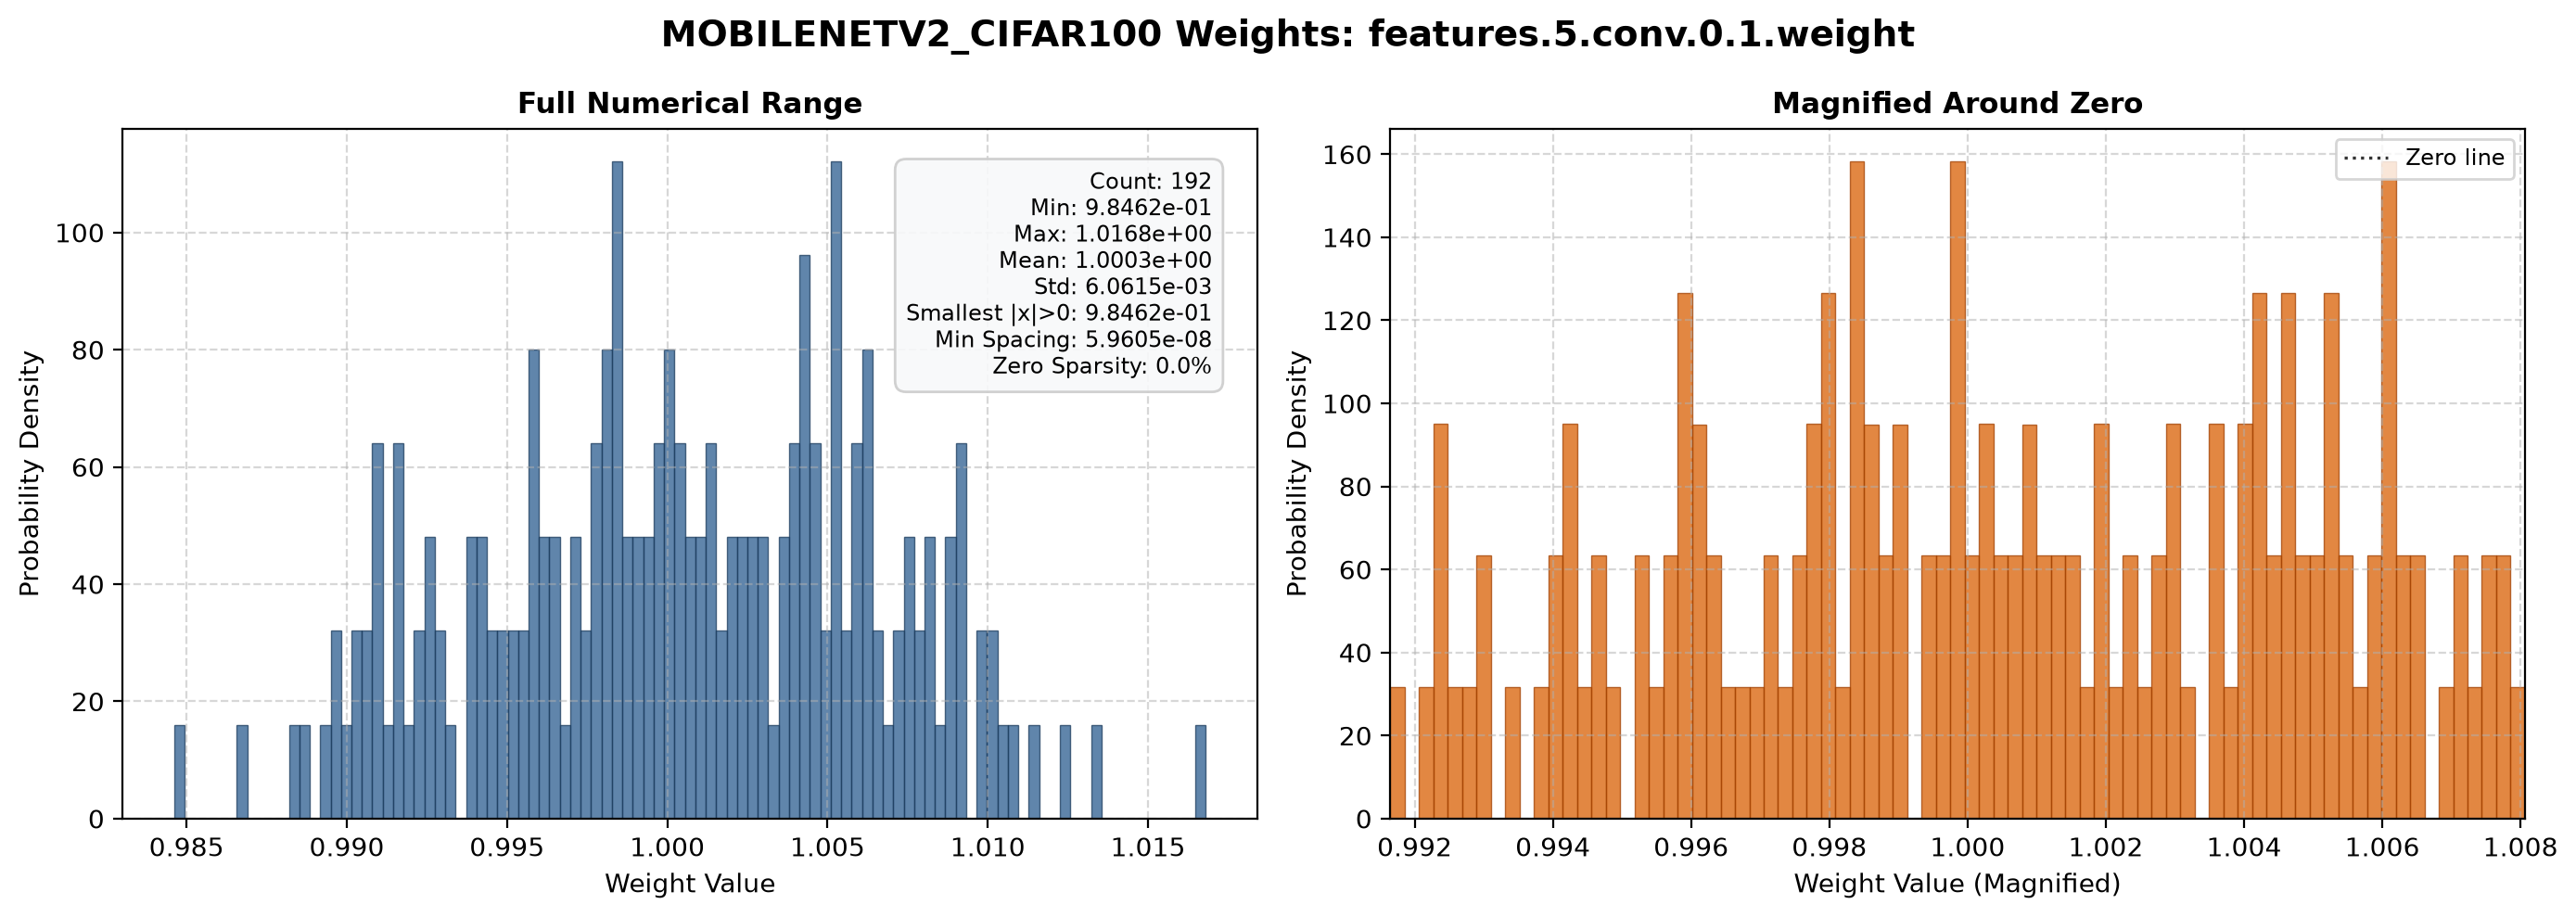 MOBILENETV2_CIFAR100 Weights: features.5.conv.0.1.weight
Full Numerical Range
Probability Density
0
20
40
60
80
100
Count: 192
Min: 9.8462e-01
Max: 1.0168e+00
Mean: 1.0003e+00
Std: 6.0615e-03
Smallest |x|>0: 9.8462e-01
Min Spacing: 5.9605e-08
Zero Sparsity: 0.0%
0.985 0.990 0.995 1.000 1.005 1.010 1.015
Weight Value
Magnified Around Zero
Probability Density
0
20
40
60
80
100
120
140
160
Zero line
0.992 0.994 0.996 0.998 1.000 1.002 1.004 1.006 1.008
Weight Value (Magnified)